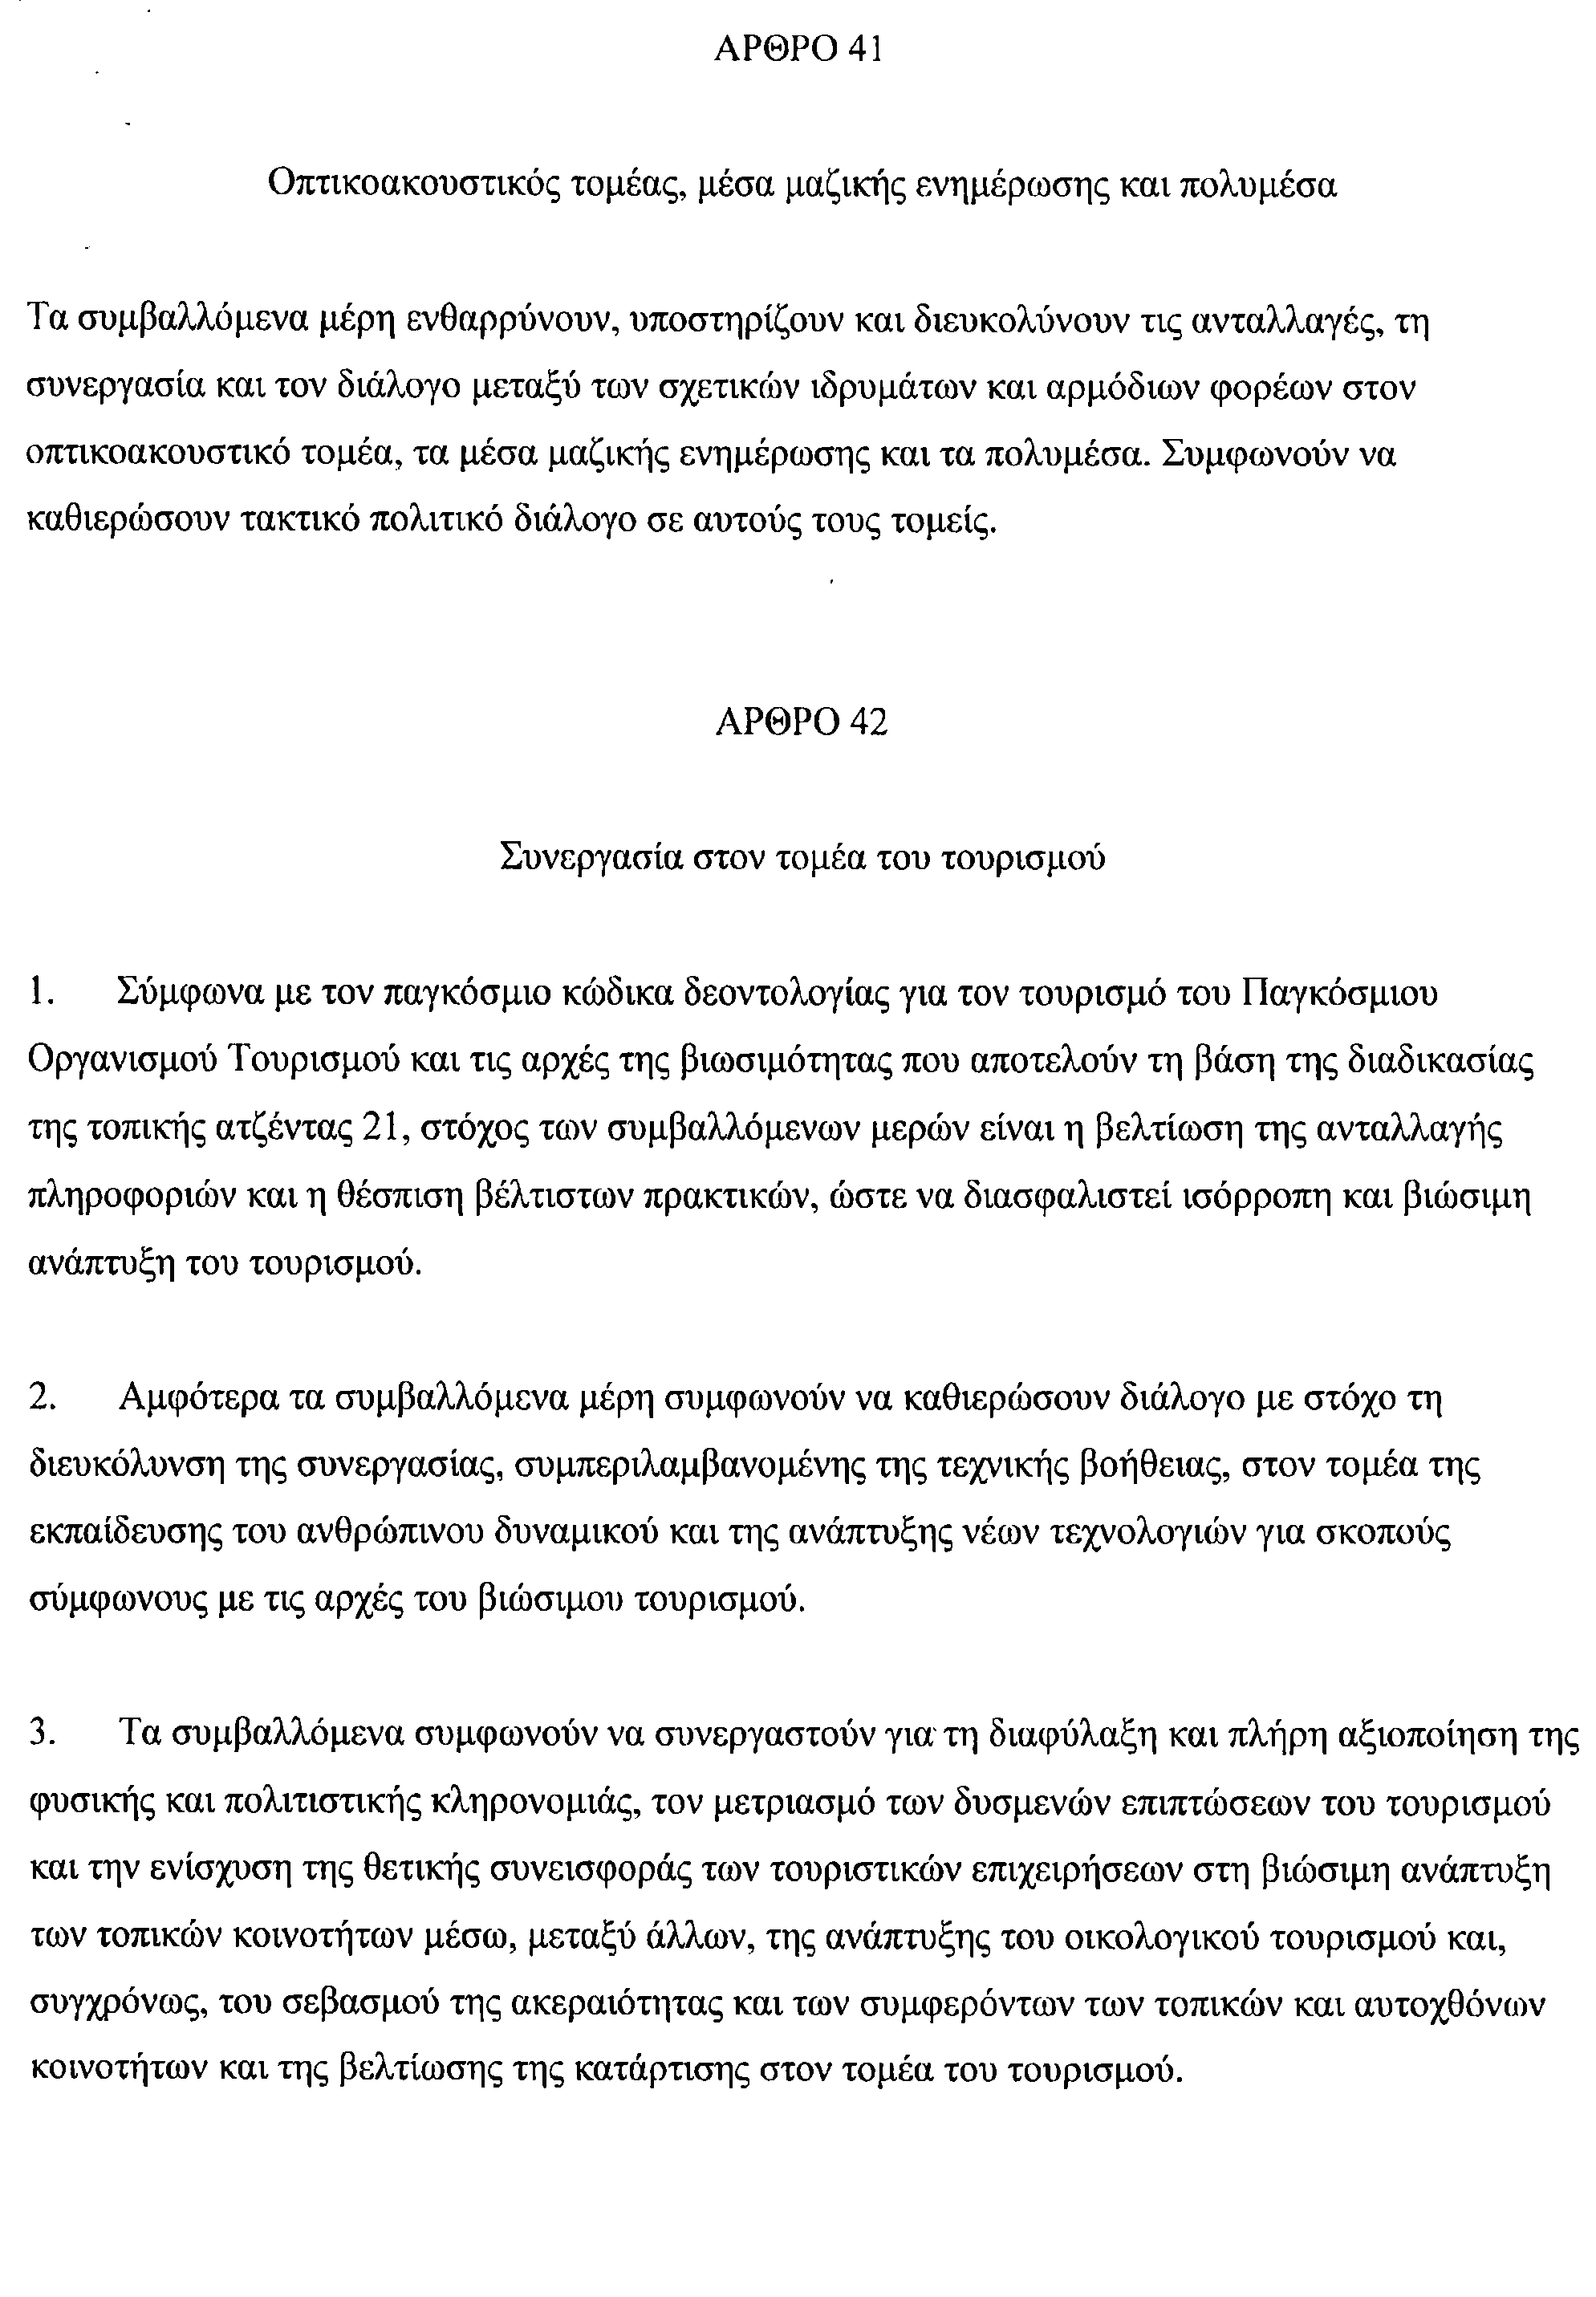 ΑΡΘΡΟ 41
Οπτικοακουστικός τομέας, μέσα μαζικής ενημέρωσης και πολυμέσα
Τα συμβαλλόμενα μέρη ενθαρρύνουν, υποστηρίζουν και διευκολύνουν τις ανταλλαγές, τη
συνεργασία και τον διάλογο μεταξύ των σχετικών ιδρυμάτων και αρμόδιων φορέων στον
οπτικοακουστικό τομέα, τα μέσα μαζικής ενημέρωσης και τα πολυμέσα. Συμφωνούν να
καθιερώσουν τακτικό πολιτικό διάλογο σε αυτούς τους τομείς.
ΑΡΘΡΟ 42
Συνεργασία στον τομέα του τουρισμού
1. Σύμφωνα με τον παγκόσμιο κώδικα δεοντολογίας για τον τουρισμό του Παγκόσμιου
Οργανισμού Τουρισμού και τις αρχές της βιωσιμότητας που αποτελούν τη βάση της διαδικασίας
της τοπικής ατζέντας 21, στόχος των συμβαλλόμενων μερών είναι η βελτίωση της ανταλλαγής
πληροφοριών και η θέσπιση βέλτιστων πρακτικών, ώστε να διασφαλιστεί ισόρροπη και βιώσιμη
ανάπτυξη του τουρισμού.
2. Αμφότερα τα συμβαλλόμενα μέρη συμφωνούν να καθιερώσουν διάλογο με στόχο τη
διευκόλυνση της συνεργασίας, συμπεριλαμβανομένης της τεχνικής βοήθειας, στον τομέα της
εκπαίδευσης του ανθρώπινου δυναμικού και της ανάπτυξης νέων τεχνολογιών για σκοπούς
σύμφωνους με τις αρχές του βιώσιμου τουρισμού.
3. Τα συμβαλλόμενα συμφωνούν να συνεργαστούν για τη διαφύλαξη και πλήρη αξιοποίηση της
φυσικής και πολιτιστικής κληρονομιάς, τον μετριασμό των δυσμενών επιπτώσεων του τουρισμού
και την ενίσχυση της θετικής συνεισφοράς των τουριστικών επιχειρήσεων στη βιώσιμη ανάπτυξη
των τοπικών κοινοτήτων μέσω, μεταξύ άλλων, της ανάπτυξης του οικολογικού τουρισμού και,
συγχρόνως, του σεβασμού της ακεραιότητας και των συμφερόντων των τοπικών και αυτοχθόνων
κοινοτήτων και της βελτίωσης της κατάρτισης στον τομέα του τουρισμού.